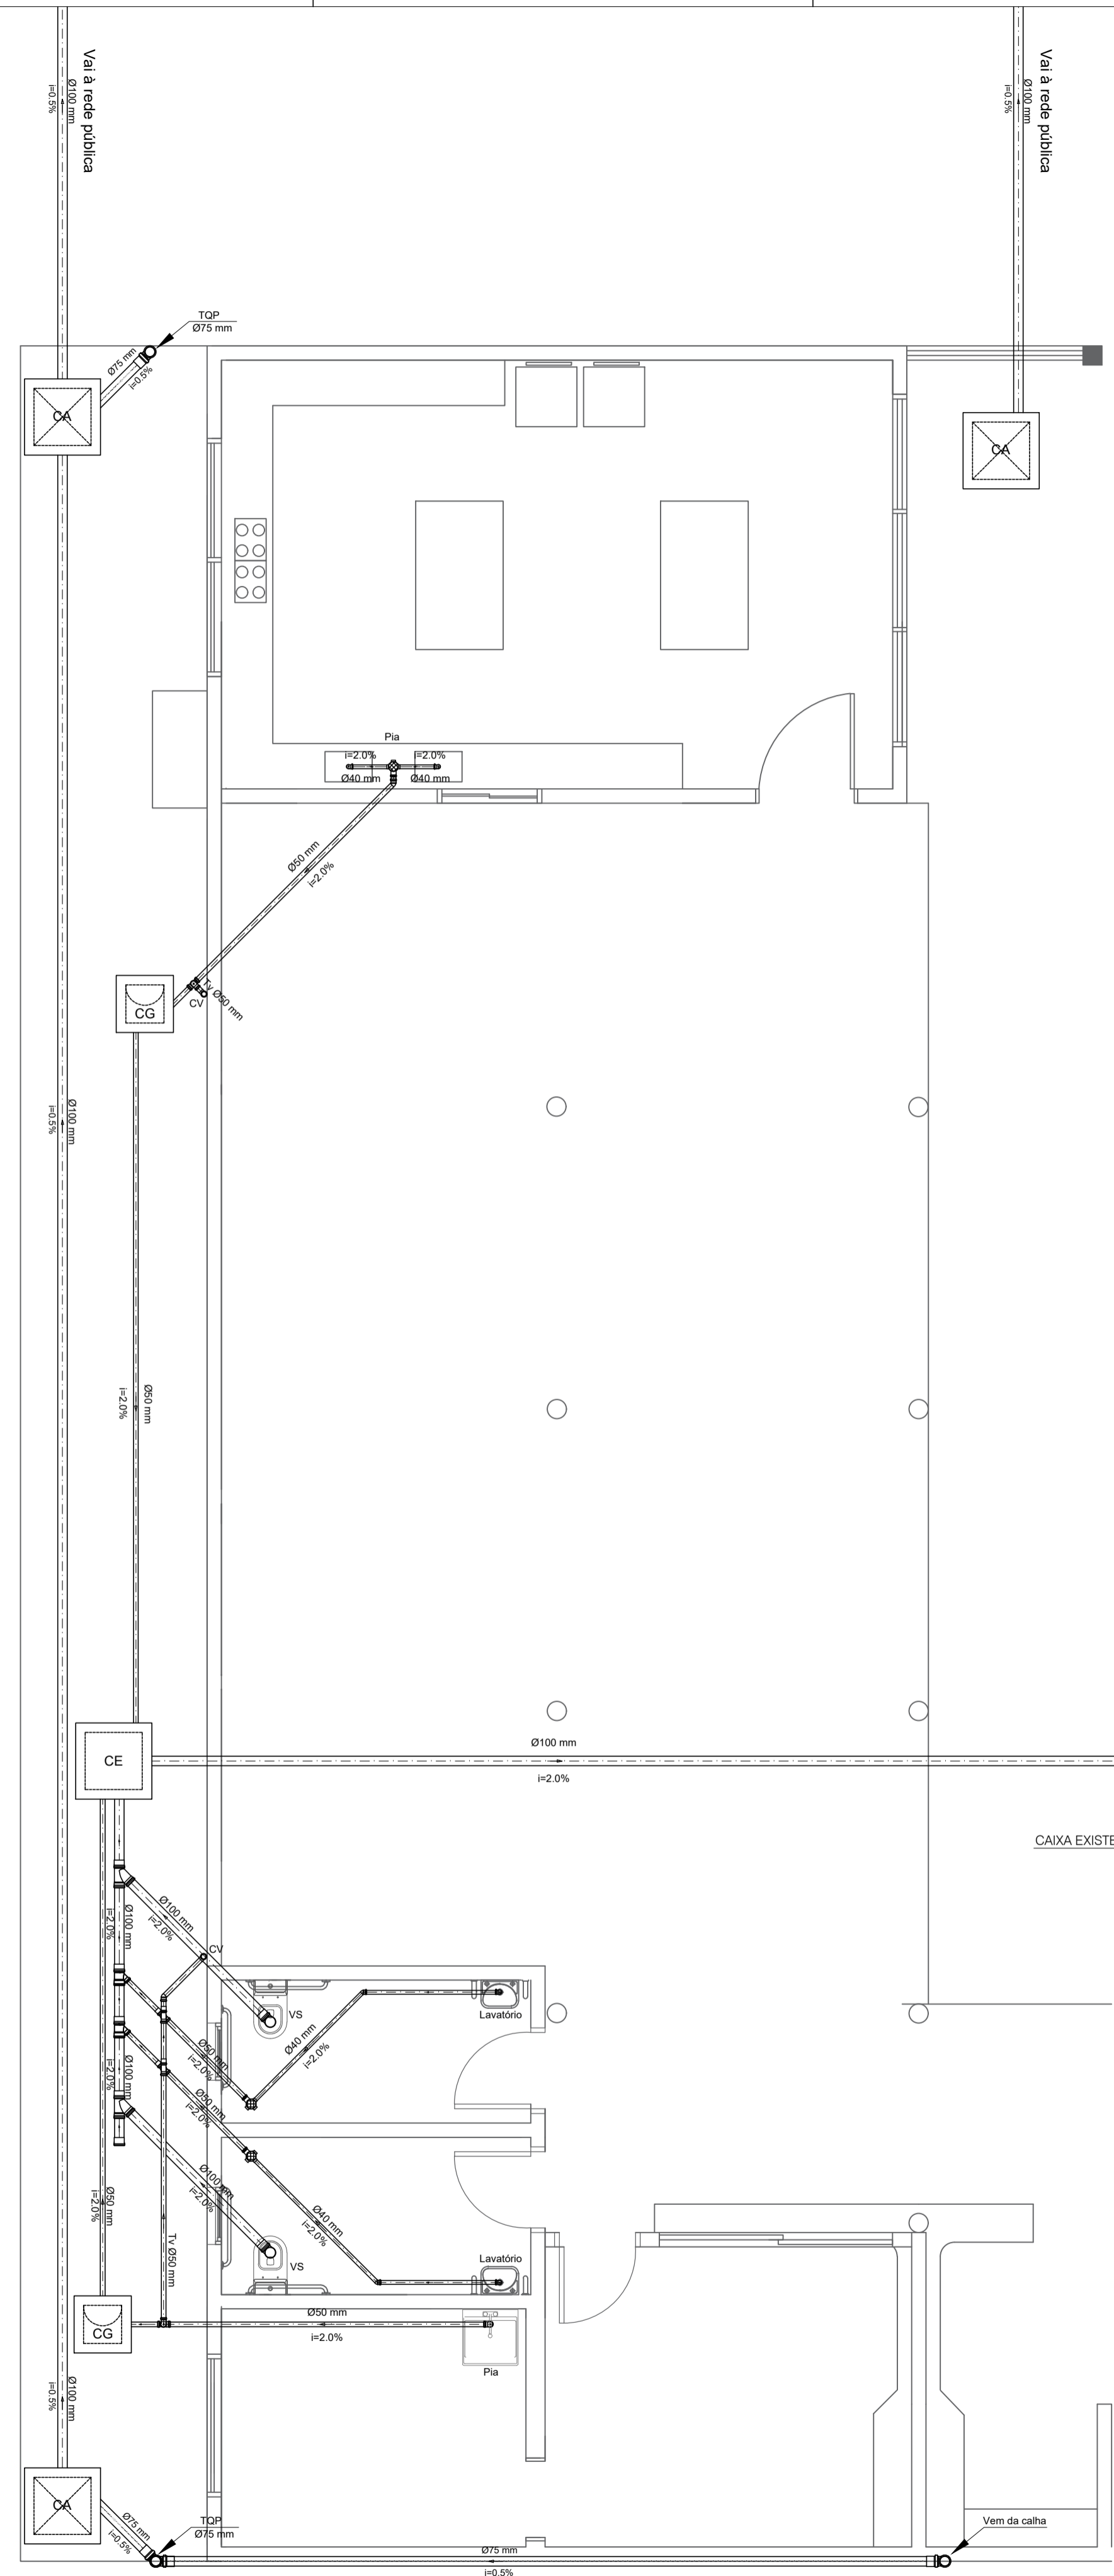 Vai à rede pública
Ø100 mm
i=0.5%
Vai à rede pública
Ø100 mm
i=0.5%
TQP
Ø75 mm
Ø75 mm
i=0.5%
CA
CA
Pia
i=2.0%
i=2.0%
Ø40 mm
Ø40 mm
Ø50 mm
i=2.0%
Tv Ø50 mm
CV
CG
Ø100 mm
i=0.5%
Ø50 mm
i=2.0%
CE
Ø100 mm
i=2.0%
CAIXA EXISTE
Ø100 mm
i=2.0%
Ø100 mm
i=2.0%
CV
VS
Lavatório
Ø40 mm
i=2.0%
Ø50 mm
i=2.0%
Ø100 mm
i=2.0%
Ø50 mm
i=2.0%
Ø100 mm
i=2.0%
Ø50 mm
i=2.0%
Ø40 mm
i=2.0%
Tv Ø50 mm
VS
Lavatório
CG
Ø50 mm
i=2.0%
Pia
Ø100 mm
i=0.5%
CA
Ø75 mm
i=0.5%
TQP
Ø75 mm
Vem da calha
Ø75 mm
i=0.5%